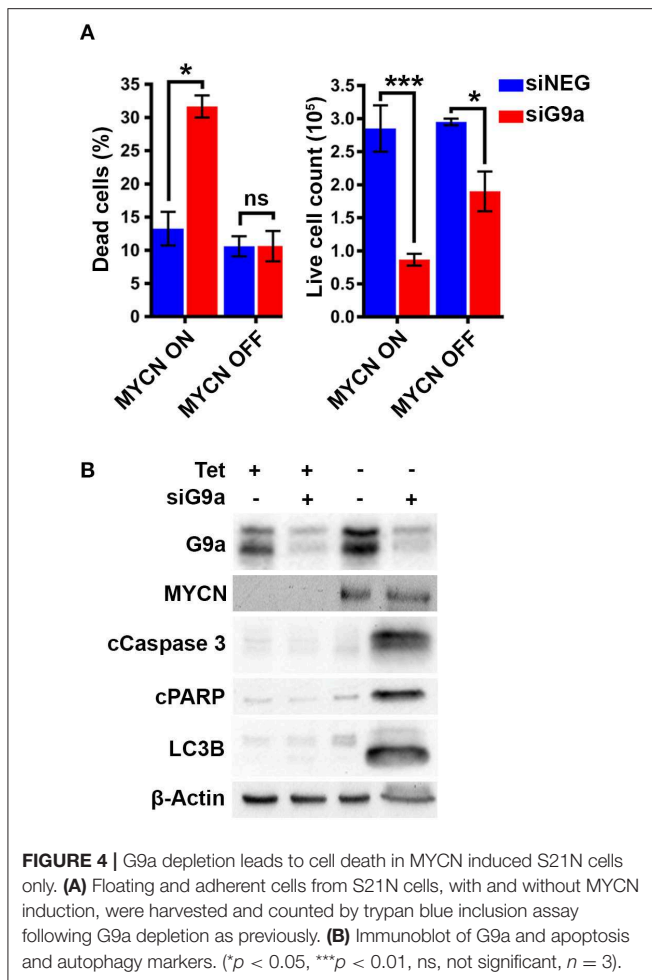 A
Dead cells (%)
35
30
25
20
15
10
5
0
*
ns
MYCN ON
MYCN OFF
Live cell count (10⁵)
3.0
2.5
2.0
1.5
1.0
0.5
0
***
*
MYCN ON
MYCN OFF
siNEG
siG9a
B
Tet + + - -
siG9a - + - +
G9a
MYCN
cCaspase 3
cPARP
LC3B
β-Actin
FIGURE 4 | G9a depletion leads to cell death in MYCN induced S21N cells
only. (A) Floating and adherent cells from S21N cells, with and without MYCN
induction, were harvested and counted by trypan blue inclusion assay
following G9a depletion as previously. (B) Immunoblot of G9a and apoptosis
and autophagy markers. (*p < 0.05, ***p < 0.01, ns, not significant, n = 3).